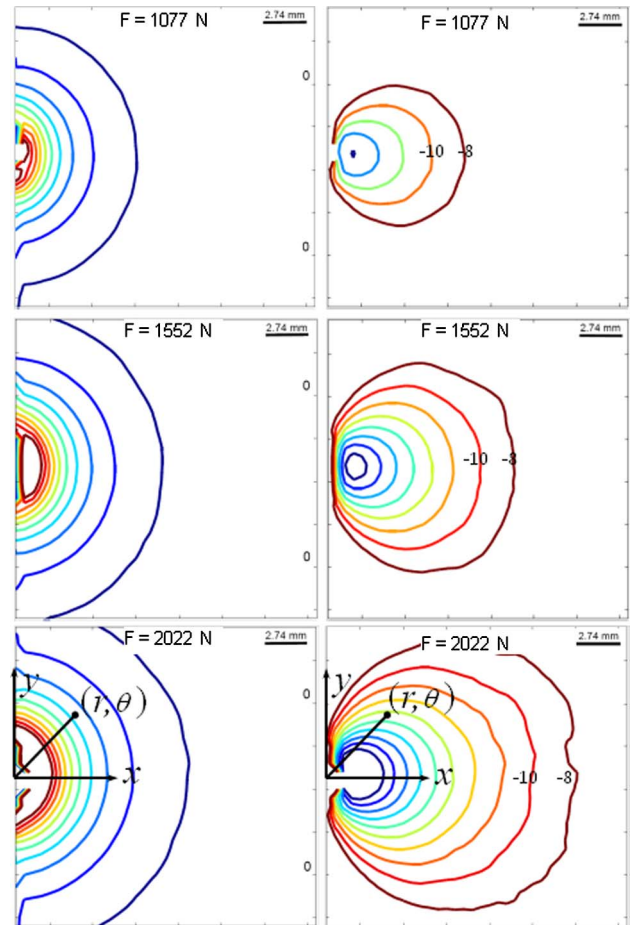 F = 1077 N
2.74 mm
0
0
F = 1077 N
2.74 mm
-10
-8
F = 1552 N
2.74 mm
0
0
F = 1552 N
2.74 mm
-10
-8
F = 2022 N
2.74 mm
y
(r, θ)
x
0
0
F = 2022 N
2.74 mm
y
(r, θ)
x
-10
-8